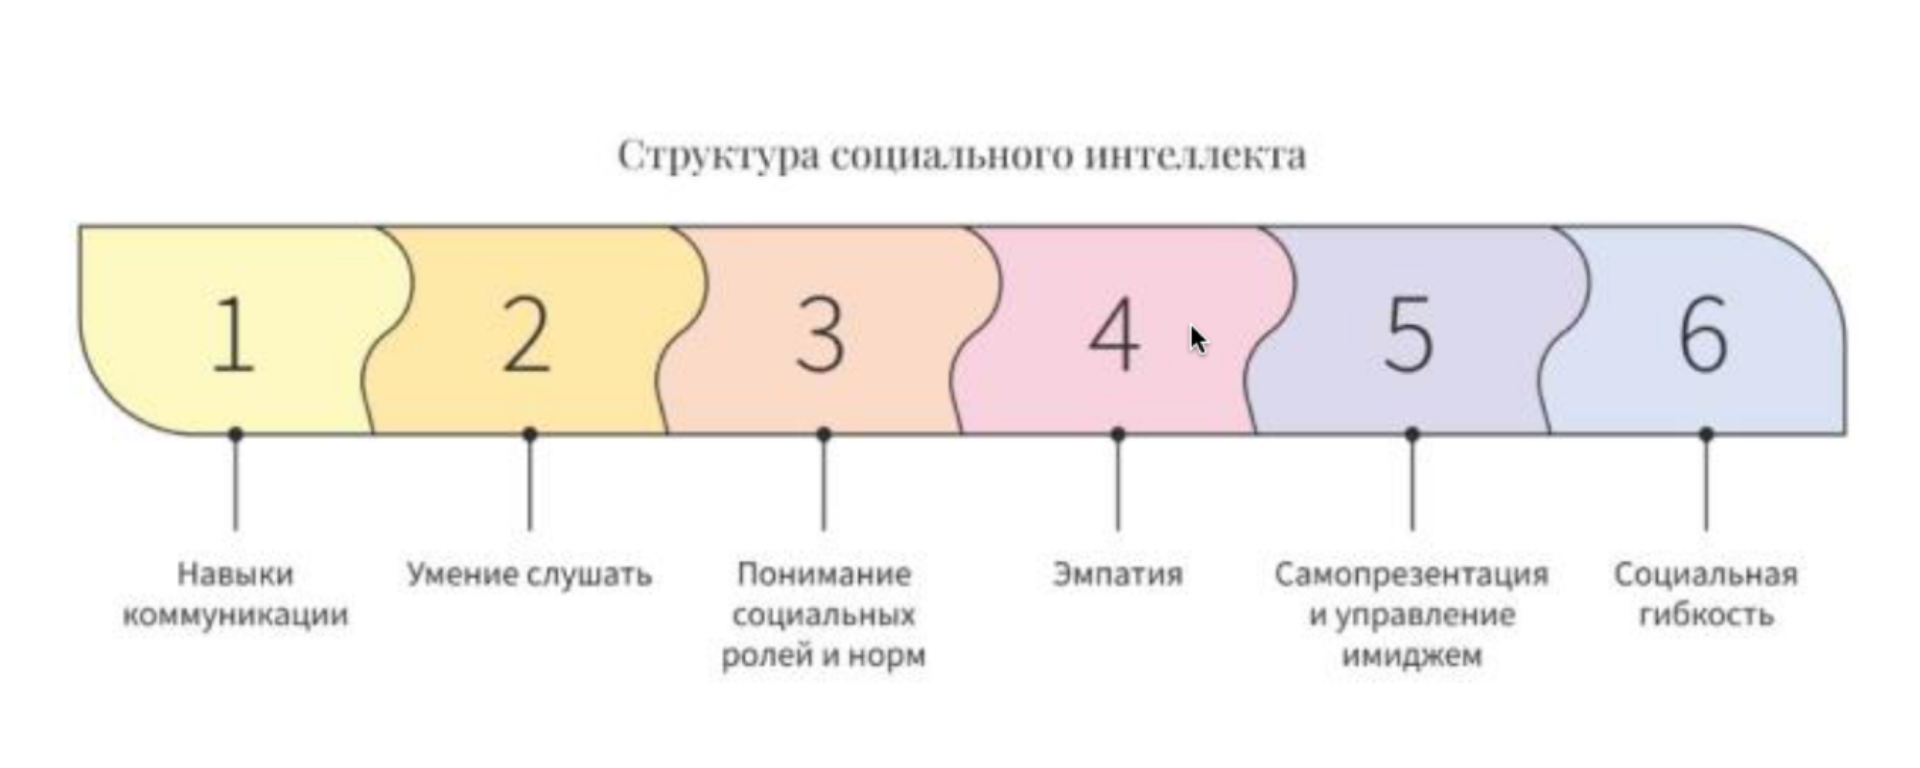 Структура социального интеллекта
1
2
3
4
5
6
Навыки
коммуникации
Умение слушать
Понимание
социальных
ролей и норм
Эмпатия
Самопрезентация
и управление
имиджем
Социальная
гибкость